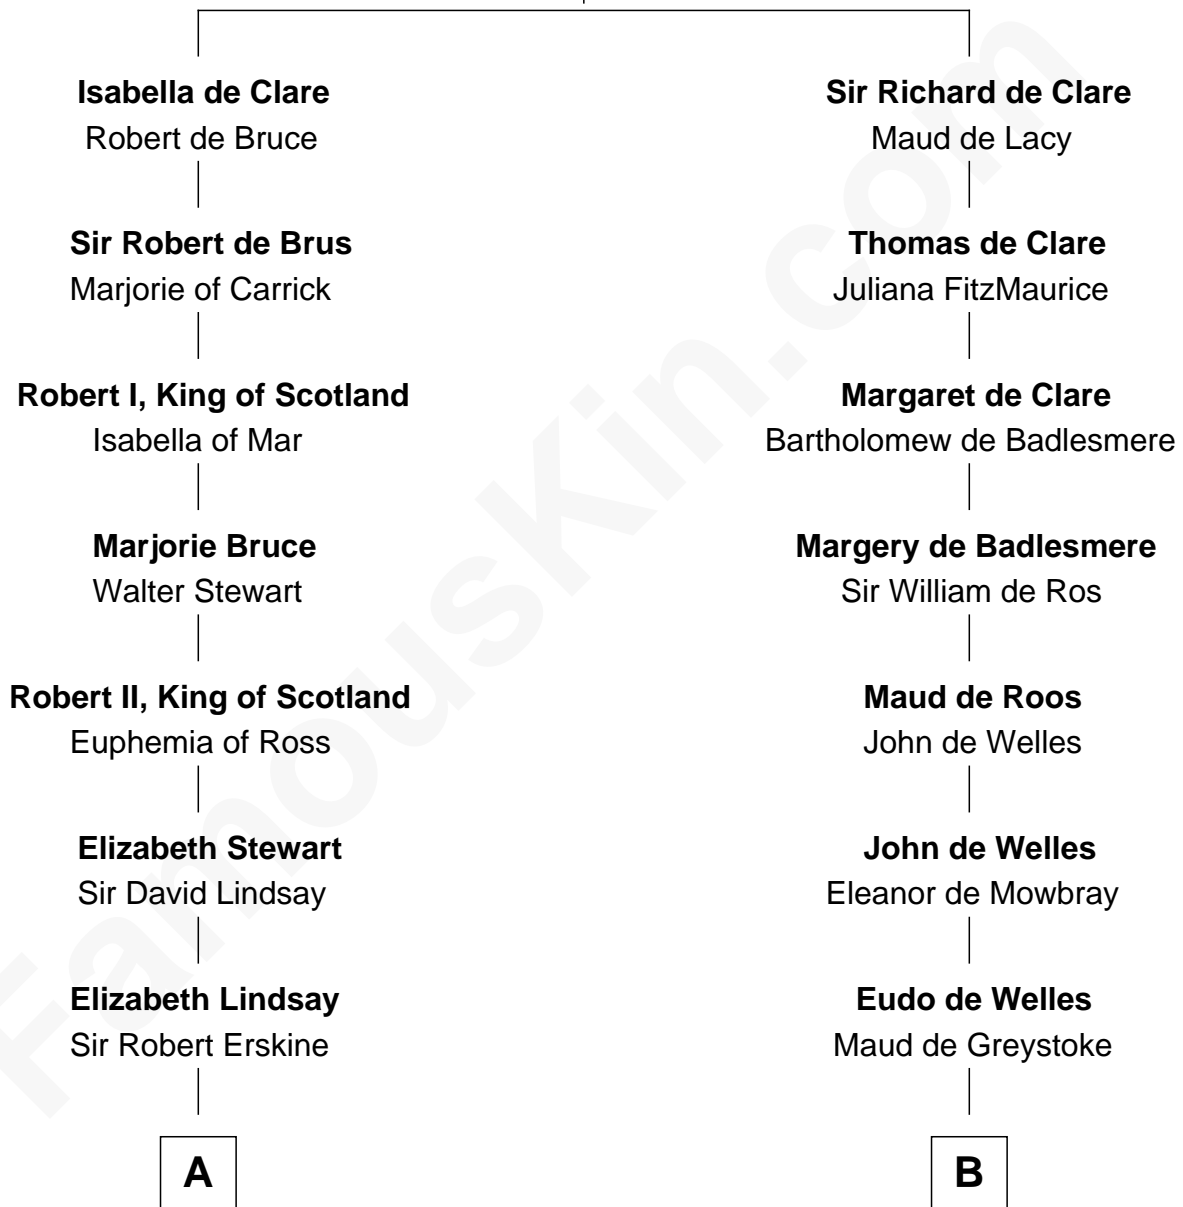 Isabella de Clare
Robert de Bruce
Sir Robert de Brus
Marjorie of Carrick
Robert I, King of Scotland
Isabella of Mar
Marjorie Bruce
Walter Stewart
Robert II, King of Scotland
Euphemia of Ross
Elizabeth Stewart
Sir David Lindsay
Elizabeth Lindsay
Sir Robert Erskine
A
Sir Richard de Clare
Maud de Lacy
Thomas de Clare
Juliana FitzMaurice
Margaret de Clare
Bartholomew de Badlesmere
Margery de Badlesmere
Sir William de Ros
Maud de Roos
John de Welles
John de Welles
Eleanor de Mowbray
Eudo de Welles
Maud de Greystoke
B
FamousKin.com